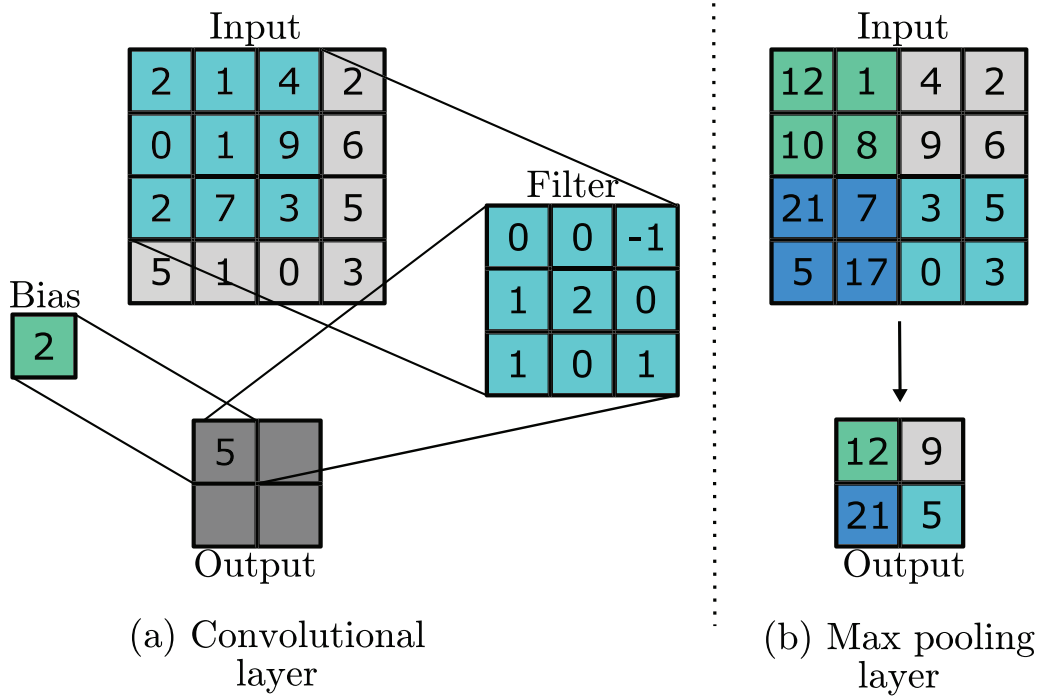 Input
2 1 4 2
0 1 9 6
2 7 3 5
5 1 0 3
Bias
2
Filter
0 0 -1
1 2 0
1 0 1
5
Output
(a) Convolutional
layer
Input
12 1 4 2
10 8 9 6
21 7 3 5
5 17 0 3
12 9
21 5
Output
(b) Max pooling
layer